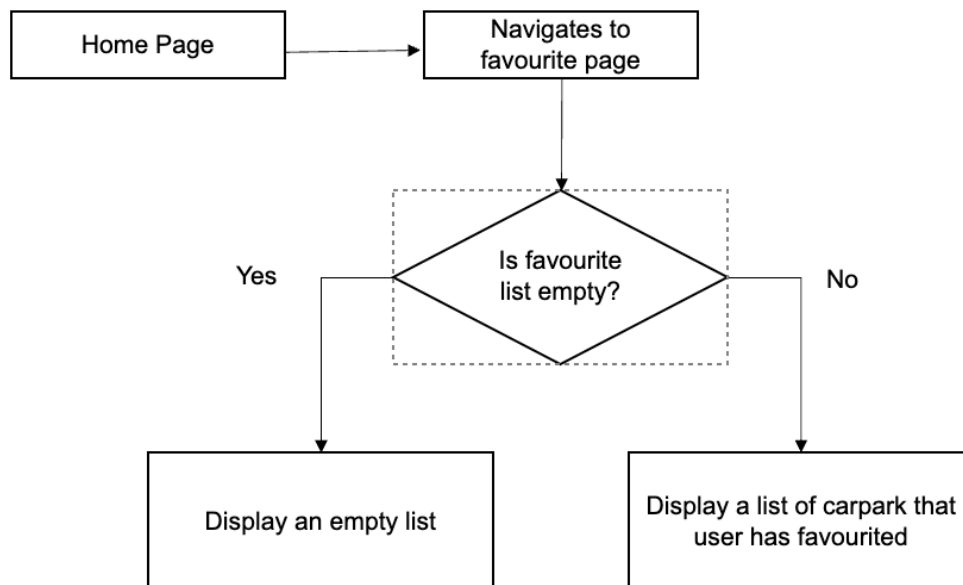 Home Page
Navigates to
favourite page
Is favourite
list empty?
Yes
No
Display an empty list
Display a list of carpark that
user has favourited